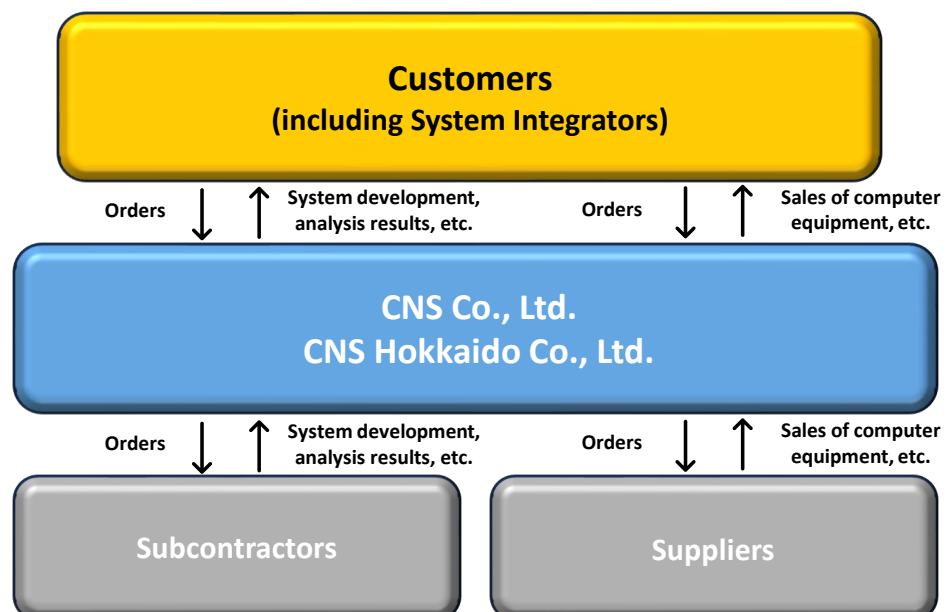 Customers
(including System Integrators)
Orders
System development,
analysis results, etc.
Orders
Sales of computer
equipment, etc.
CNS Co., Ltd.
CNS Hokkaido Co., Ltd.
Orders
System development,
analysis results, etc.
Orders
Sales of computer
equipment, etc.
Subcontractors
Suppliers